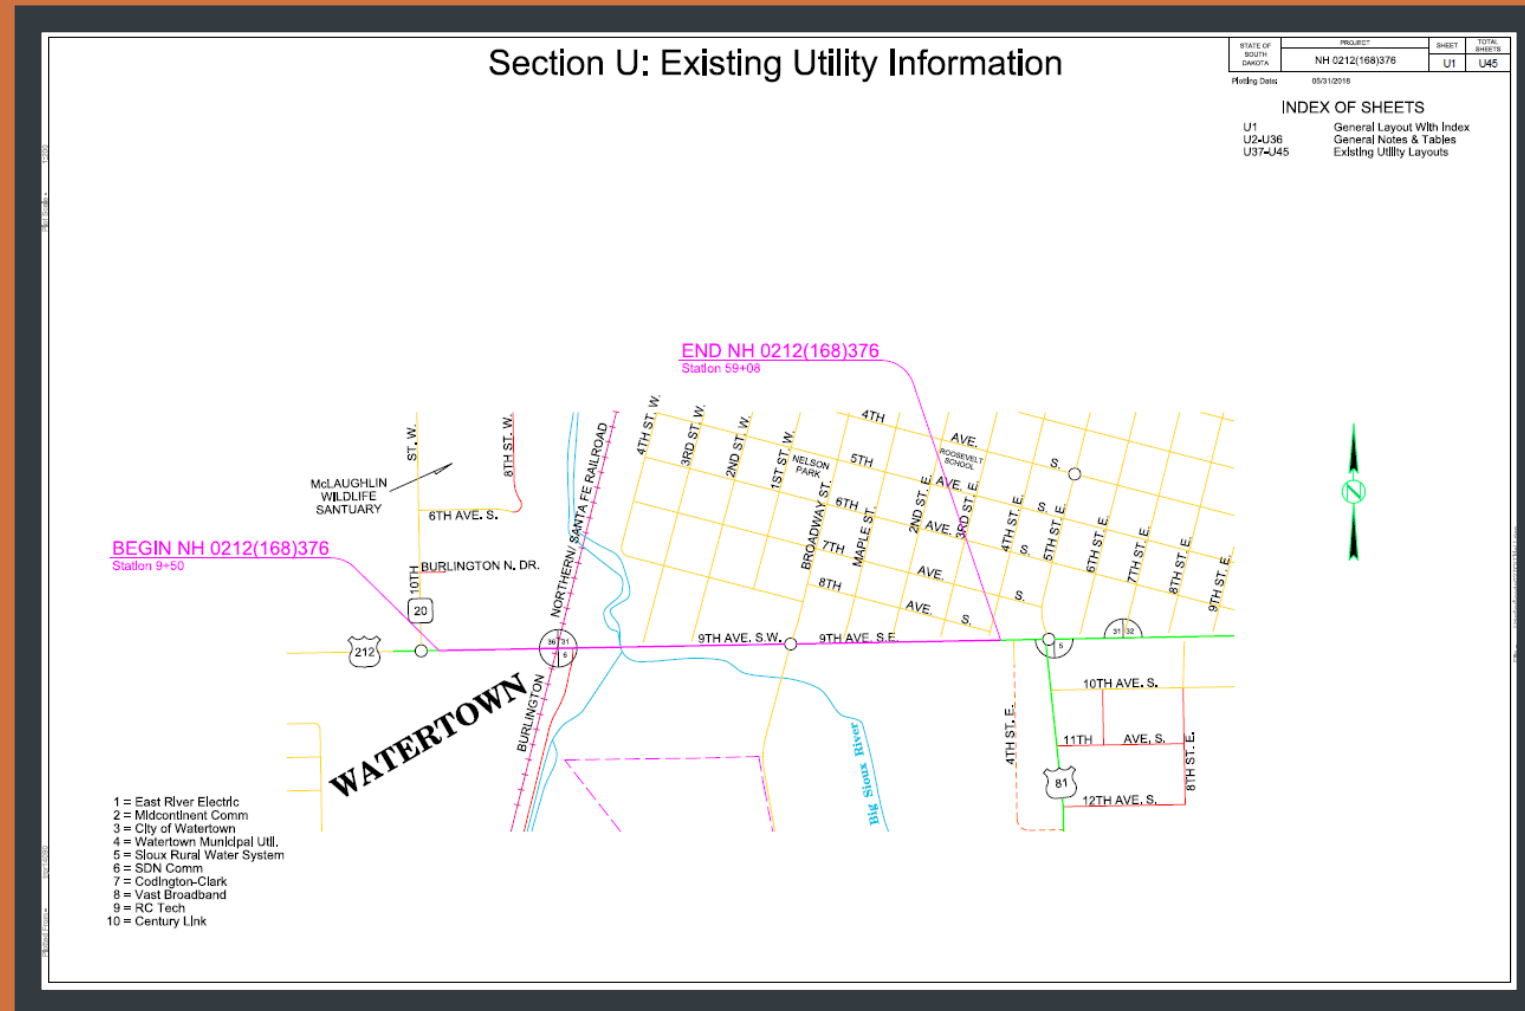 Section U: Existing Utility Information
STATE OF SOUTH DAKOTA
PROJECT
NH 0212(168)376
SHEET
U1
TOTAL SHEETS
U45
Plotting Date: 05/31/2018
INDEX OF SHEETS
U1 General Layout With Index
U2-U36 General Notes & Tables
U37-U45 Existing Utility Layouts
END NH 0212(168)376
Station 59+08
BEGIN NH 0212(168)376
Station 9+50
McLAUGHLIN
WILDLIFE
SANTUARY
ST. W.
10TH
8TH ST. W.
6TH AVE. S.
BURLINGTON N. DR.
20
212
NORTHERN/ SANTA FE RAILROAD
BURLINGTON
36 31
6
WATERTOWN
4TH ST. W.
3RD ST. W.
2ND ST. W.
1ST ST. W.
NELSON
PARK
BROADWAY ST.
MAPLE ST.
2ND ST. E.
3RD ST. E.
4TH ST. E.
5TH ST. E.
6TH ST. E.
7TH ST. E.
8TH ST. E.
9TH ST. E.
4TH AVE. S.
ROOSEVELT
SCHOOL
5TH AVE. S.
6TH AVE. S.
7TH AVE. S.
8TH AVE. S.
9TH AVE. S.W.
9TH AVE. S.E.
31 32
5
10TH AVE. S.
11TH AVE. S.
12TH AVE. S.
4TH ST. E.
8TH ST. E.
81
Big Sioux River
N
1 = East River Electric
2 = Midcontinent Comm
3 = City of Watertown
4 = Watertown Municipal Util.
5 = Sioux Rural Water System
6 = SDN Comm
7 = Codington-Clark
8 = Vast Broadband
9 = RC Tech
10 = Century Link